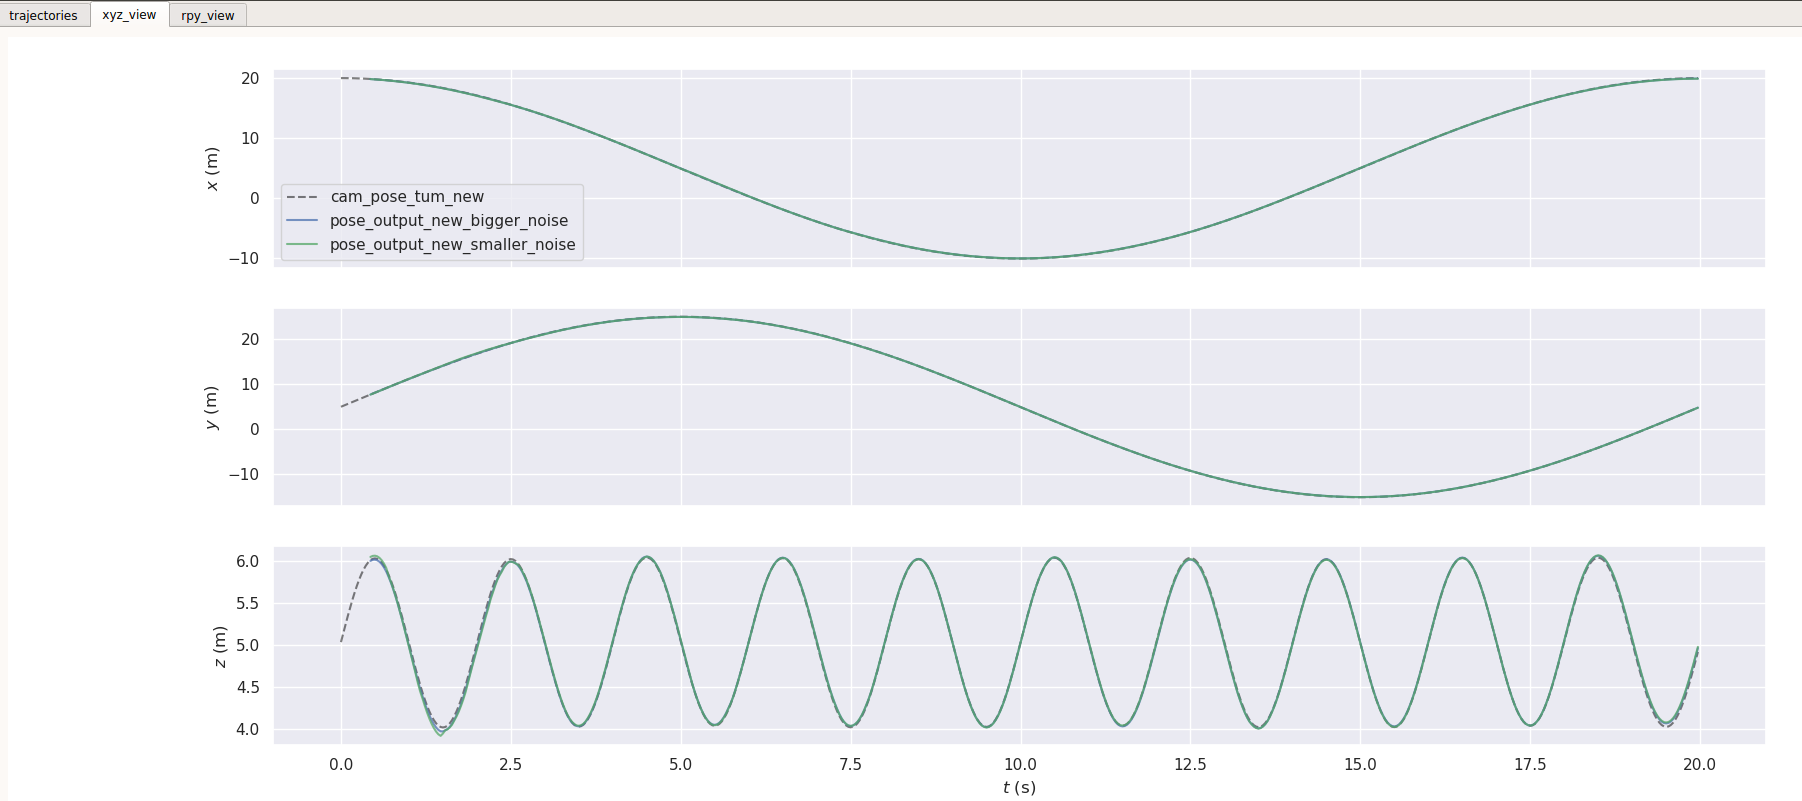 trajectories xyz_view rpy_view
20
10
0
−10
x (m)
cam_pose_tum_new
pose_output_new_bigger_noise
pose_output_new_smaller_noise
20
10
0
−10
y (m)
6.0
5.5
5.0
4.5
4.0
z (m)
0.0 2.5 5.0 7.5 10.0 12.5 15.0 17.5 20.0
t (s)